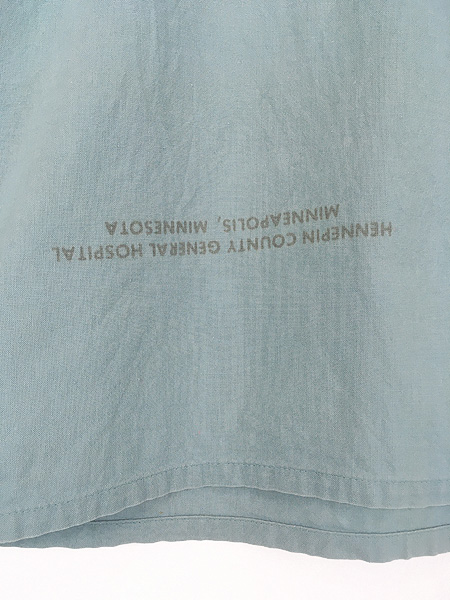 HENNEPIN COUNTY GENERAL HOSPITAL
MINNEAPOLIS, MINNESOTA